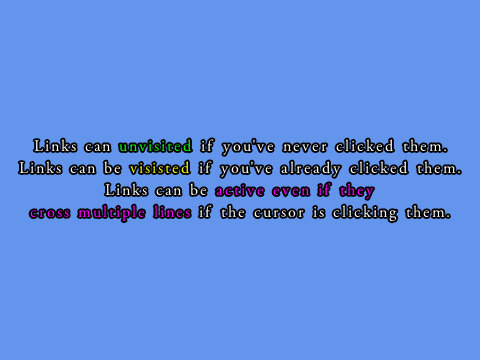 Links can unvisited if you've never clicked them.
Links can be visisted if you've already clicked them.
Links can be active even if they
cross multiple lines if the cursor is clicking them.